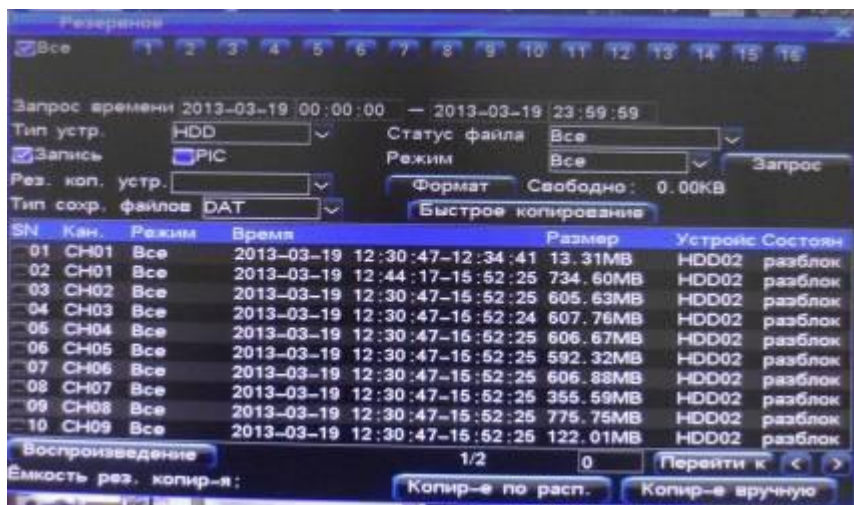 Резервное
Все 1 2 3 4 5 6 7 8 9 10 11 12 13 14 15 16
Запрос времени 2013-03-19 00:00:00 - 2013-03-19 23:59:59
Тип устр. HDD Статус файла Все
Запись PIC Режим Все Запрос
Рез. коп. устр. Формат Свободно: 0.00KB
Тип сохр. файлов DAT Быстрое копирование
SN Кан. Режим Время Размер Устройс Состоян
01 CH01 Все 2013-03-19 12:30:47-12:34:41 13.31MB HDD02 разблок
02 CH01 Все 2013-03-19 12:44:17-15:52:25 734.60MB HDD02 разблок
03 CH02 Все 2013-03-19 12:30:47-15:52:25 605.63MB HDD02 разблок
04 CH03 Все 2013-03-19 12:30:47-15:52:24 607.76MB HDD02 разблок
05 CH04 Все 2013-03-19 12:30:47-15:52:25 606.67MB HDD02 разблок
06 CH05 Все 2013-03-19 12:30:47-15:52:25 592.32MB HDD02 разблок
07 CH06 Все 2013-03-19 12:30:47-15:52:25 606.88MB HDD02 разблок
08 CH07 Все 2013-03-19 12:30:47-15:52:25 355.59MB HDD02 разблок
09 CH08 Все 2013-03-19 12:30:47-15:52:25 775.75MB HDD02 разблок
10 CH09 Все 2013-03-19 12:30:47-15:52:25 122.01MB HDD02 разблок
Воспроизведение 1/2 0 Перейти к < >
Ёмкость рез. копир-я:
Копир-е по расп. Копир-е вручную